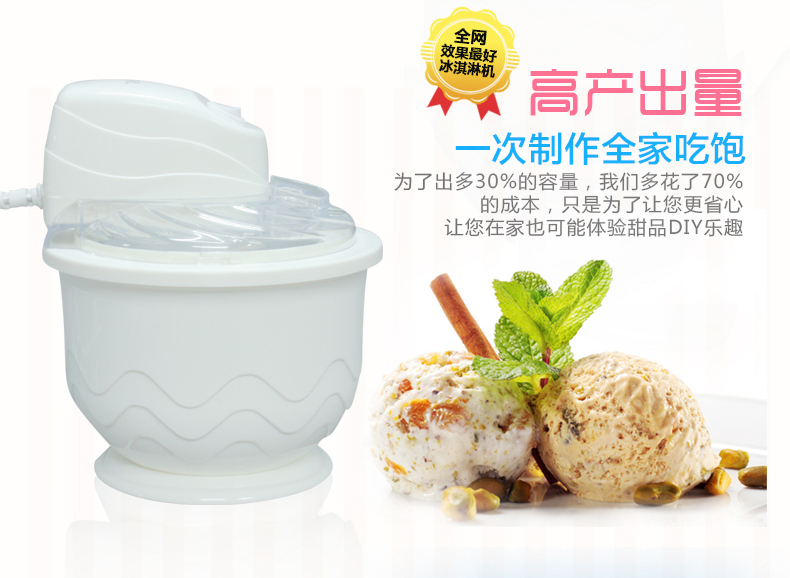 全网
效果最好
冰淇淋机
高产出量
一次制作全家吃饱
为了出多30%的容量，我们多花了70%
的成本，只是为了让您更省心
让您在家也可能体验甜品DIY乐趣